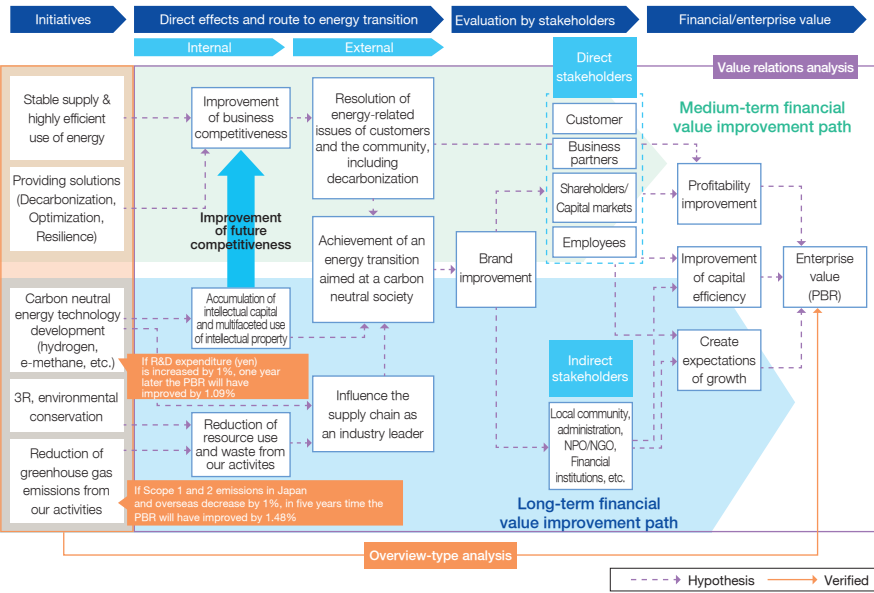 Initiatives
Direct effects and route to energy transition
Evaluation by stakeholders
Financial/enterprise value
Internal
External
Direct
stakeholders
Value relations analysis
Medium-term financial
value improvement path
Stable supply &
highly efficient
use of energy
Providing solutions
(Decarbonization,
Optimization,
Resilience)
Improvement
of business
competitiveness
Resolution of
energy-related
issues of customers
and the community,
including
decarbonization
Customer
Business
partners
Shareholders/
Capital markets
Employees
Profitability
improvement
Improvement
of future
competitiveness
Achievement of an
energy transition
aimed at a carbon
neutral society
Brand
improvement
Improvement
of capital
efficiency
Enterprise
value
(PBR)
Carbon neutral
energy technology
development
(hydrogen,
e-methane, etc.)
Accumulation of
intellectual capital
and multifaceted use
of intellectual property
Create
expectations
of growth
If R&D expenditure (yen)
is increased by 1%, one year
later the PBR will have
improved by 1.09%
Indirect
stakeholders
3R, environmental
conservation
Influence the
supply chain as
an industry leader
Reduction of
resource use
and waste from
our activites
Local community,
administration,
NPO/NGO,
Financial
institutions, etc.
Reduction of
greenhouse gas
emissions from
our activities
If Scope 1 and 2 emissions in Japan
and overseas decrease by 1%, in five years time the
PBR will have improved by 1.48%
Long-term financial
value improvement path
Overview-type analysis
Hypothesis
Verified